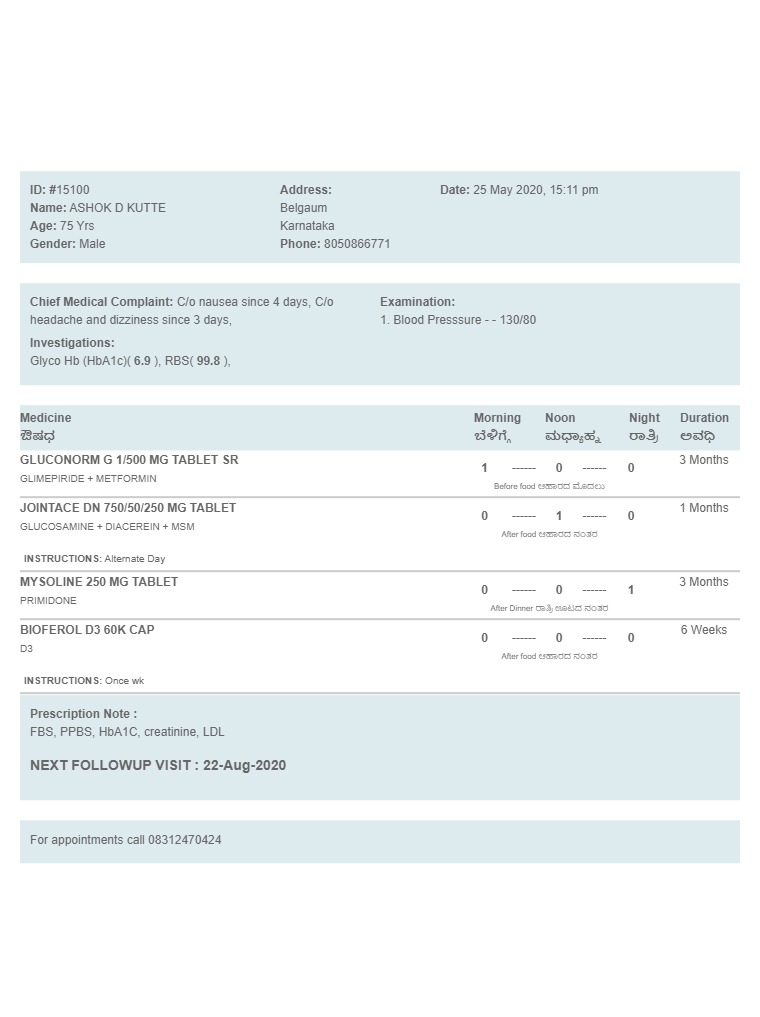 ID: #15100
Name: ASHOK D KUTTE
Age: 75 Yrs
Gender: Male
Address:
Belgaum
Karnataka
Phone: 8050866771
Date: 25 May 2020, 15:11 pm
Chief Medical Complaint: C/o nausea since 4 days, C/o
headache and dizziness since 3 days,
Investigations:
Glyco Hb (HbA1c)( 6.9 ), RBS( 99.8 ),
Examination:
1. Blood Presssure - - 130/80
Medicine Morning Noon Night Duration
ಔಷಧ ಬೆಳಿಗ್ಗೆ ಮಧ್ಯಾಹ್ನ ರಾತ್ರಿ ಅವಧಿ
GLUCONORM G 1/500 MG TABLET SR 1 ------ 0 ------ 0 3 Months
GLIMEPIRIDE + METFORMIN
Before food ಆಹಾರದ ಮೊದಲು
JOINTACE DN 750/50/250 MG TABLET 0 ------ 1 ------ 0 1 Months
GLUCOSAMINE + DIACEREIN + MSM
After food ಆಹಾರದ ನಂತರ
INSTRUCTIONS: Alternate Day
MYSOLINE 250 MG TABLET 0 ------ 0 ------ 1 3 Months
PRIMIDONE
After Dinner ರಾತ್ರಿ ಊಟದ ನಂತರ
BIOFEROL D3 60K CAP 0 ------ 0 ------ 0 6 Weeks
D3
After food ಆಹಾರದ ನಂತರ
INSTRUCTIONS: Once wk
Prescription Note :
FBS, PPBS, HbA1C, creatinine, LDL
NEXT FOLLOWUP VISIT : 22-Aug-2020
For appointments call 08312470424